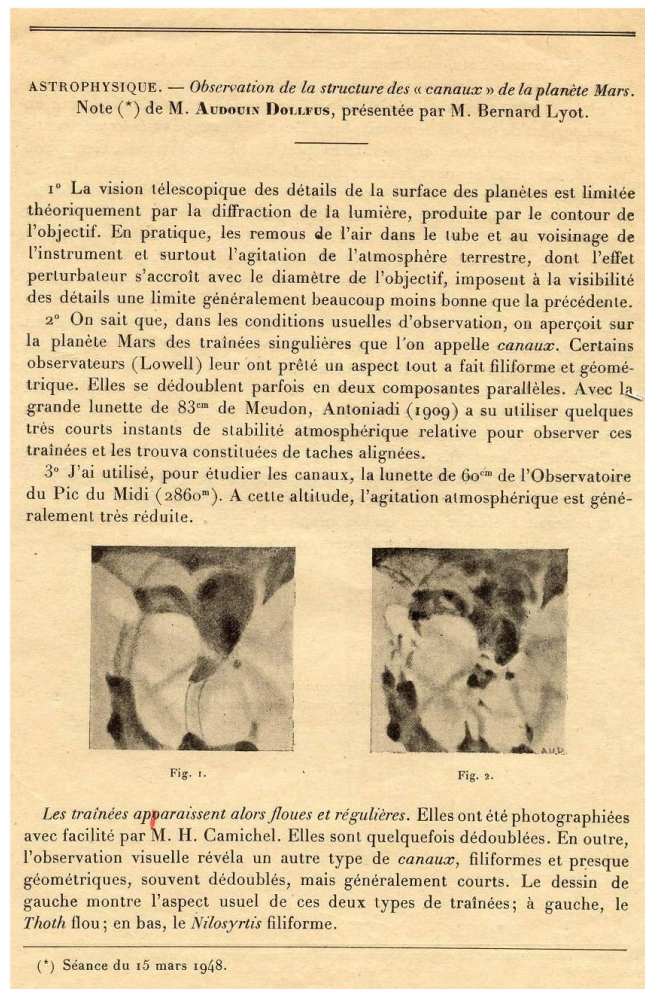 ASTROPHYSIQUE. — Observation de la structure des « canaux » de la planète Mars.
Note (*) de M. AUDOUIN DOLLFUS, présentée par M. Bernard Lyot.
1° La vision télescopique des détails de la surface des planètes est limitée
théoriquement par la diffraction de la lumière, produite par le contour de
l'objectif. En pratique, les remous de l'air dans le tube et au voisinage de
l'instrument et surtout l'agitation de l'atmosphère terrestre, dont l'effet
perturbateur s'accroît avec le diamètre de l'objectif, imposent à la visibilité
des détails une limite généralement beaucoup moins bonne que la précédente.
2° On sait que, dans les conditions usuelles d'observation, on aperçoit sur
la planète Mars des traînées singulières que l'on appelle canaux. Certains
observateurs (Lowell) leur ont prêté un aspect tout a fait filiforme et géomé-
trique. Elles se dédoublent parfois en deux composantes parallèles. Avec la
grande lunette de 83cm de Meudon, Antoniadi (1909) a su utiliser quelques
très courts instants de stabilité atmosphérique relative pour observer ces
traînées et les trouva constituées de taches alignées.
3° J'ai utilisé, pour étudier les canaux, la lunette de 60cm de l'Observatoire
du Pic du Midi (2860m). A cette altitude, l'agitation atmosphérique est géné-
ralement très réduite.
A.D.
Fig. 1.
Fig. 2.
Les traînées apparaissent alors floues et régulières. Elles ont été photographiées
avec facilité par M. H. Camichel. Elles sont quelquefois dédoublées. En outre,
l'observation visuelle révéla un autre type de canaux, filiformes et presque
géométriques, souvent dédoublés, mais généralement courts. Le dessin de
gauche montre l'aspect usuel de ces deux types de traînées; à gauche, le
Thoth flou; en bas, le Nilosyrtis filiforme.
(*) Séance du 15 mars 1948.